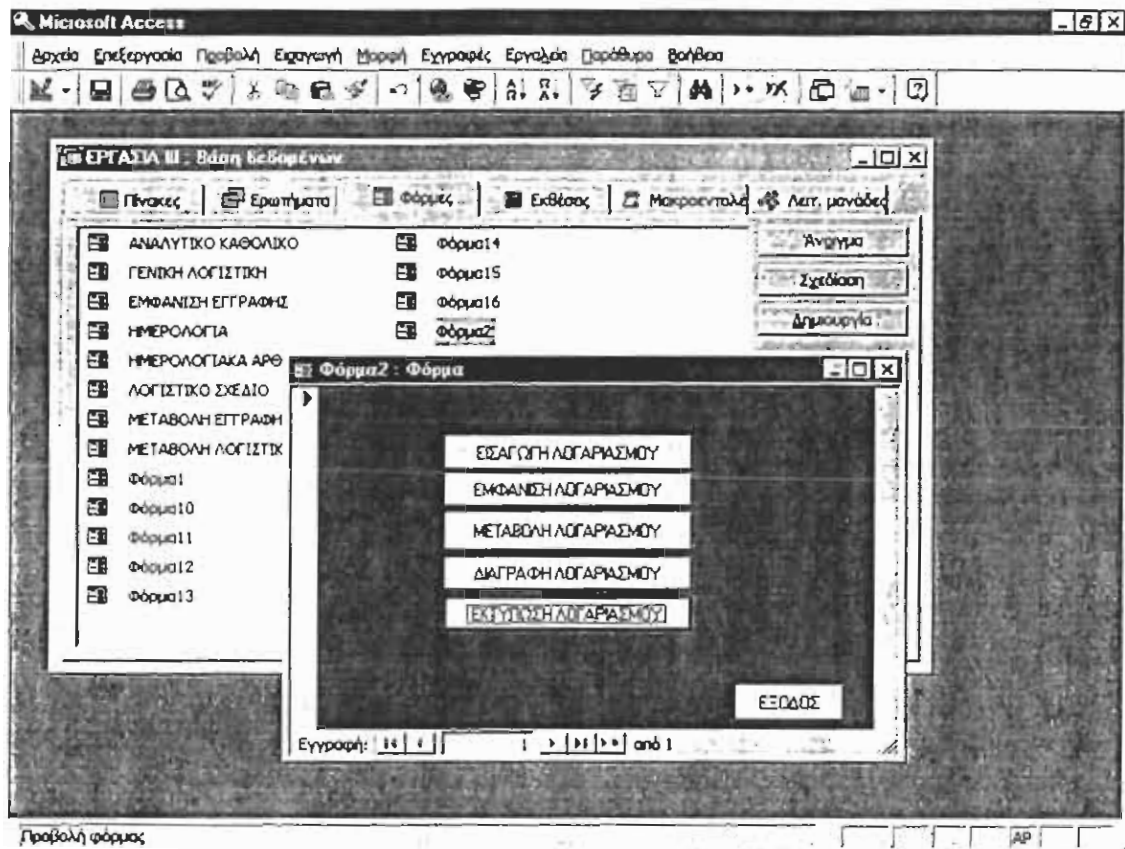 Microsoft Access
Αρχείο Επεξεργασία Προβολή Εισαγωγή Μορφή Εγγραφές Εργαλεία Παράθυρο Βοήθεια
ΕΡΓΑΣΙΑ III : Βάση δεδομένων
Πίνακες Ερωτήματα Φόρμες Εκθέσεις Μακροεντολές Λειτ. μονάδες
ΑΝΑΛΥΤΙΚΟ ΚΑΘΟΛΙΚΟ Φόρμα14 Άνοιγμα
ΓΕΝΙΚΗ ΛΟΓΙΣΤΙΚΗ Φόρμα15 Σχεδίαση
ΕΜΦΑΝΙΣΗ ΕΓΓΡΑΦΗΣ Φόρμα16 Δημιουργία
ΗΜΕΡΟΛΟΓΙΑ Φόρμα2
ΗΜΕΡΟΛΟΓΙΑΚΑ ΑΡΘ
ΛΟΓΙΣΤΙΚΟ ΣΧΕΔΙΟ
ΜΕΤΑΒΟΛΗ ΕΓΓΡΑΦΗ
ΜΕΤΑΒΟΛΗ ΛΟΓΙΣΤΙΚ
Φόρμα1
Φόρμα10
Φόρμα11
Φόρμα12
Φόρμα13
Φόρμα2 : Φόρμα
ΕΙΣΑΓΩΓΗ ΛΟΓΑΡΙΑΣΜΟΥ
ΕΜΦΑΝΙΣΗ ΛΟΓΑΡΙΑΣΜΟΥ
ΜΕΤΑΒΟΛΗ ΛΟΓΑΡΙΑΣΜΟΥ
ΔΙΑΓΡΑΦΗ ΛΟΓΑΡΙΑΣΜΟΥ
ΕΚΤΥΠΩΣΗ ΛΟΓΑΡΙΑΣΜΟΥ
ΕΞΟΔΟΣ
Εγγραφή: 1 από 1
Προβολή φόρμας AP